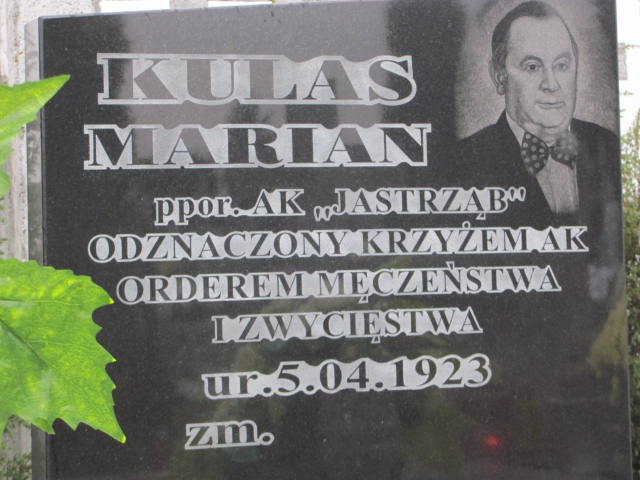 KULAS
MARIAN
ppor. AK „JASTRZĄB"
ODZNACZONY KRZYŻEM AK
ORDEREM MĘCZEŃSTWA
I ZWYCIĘSTWA
ur.5.04.1923
zm.